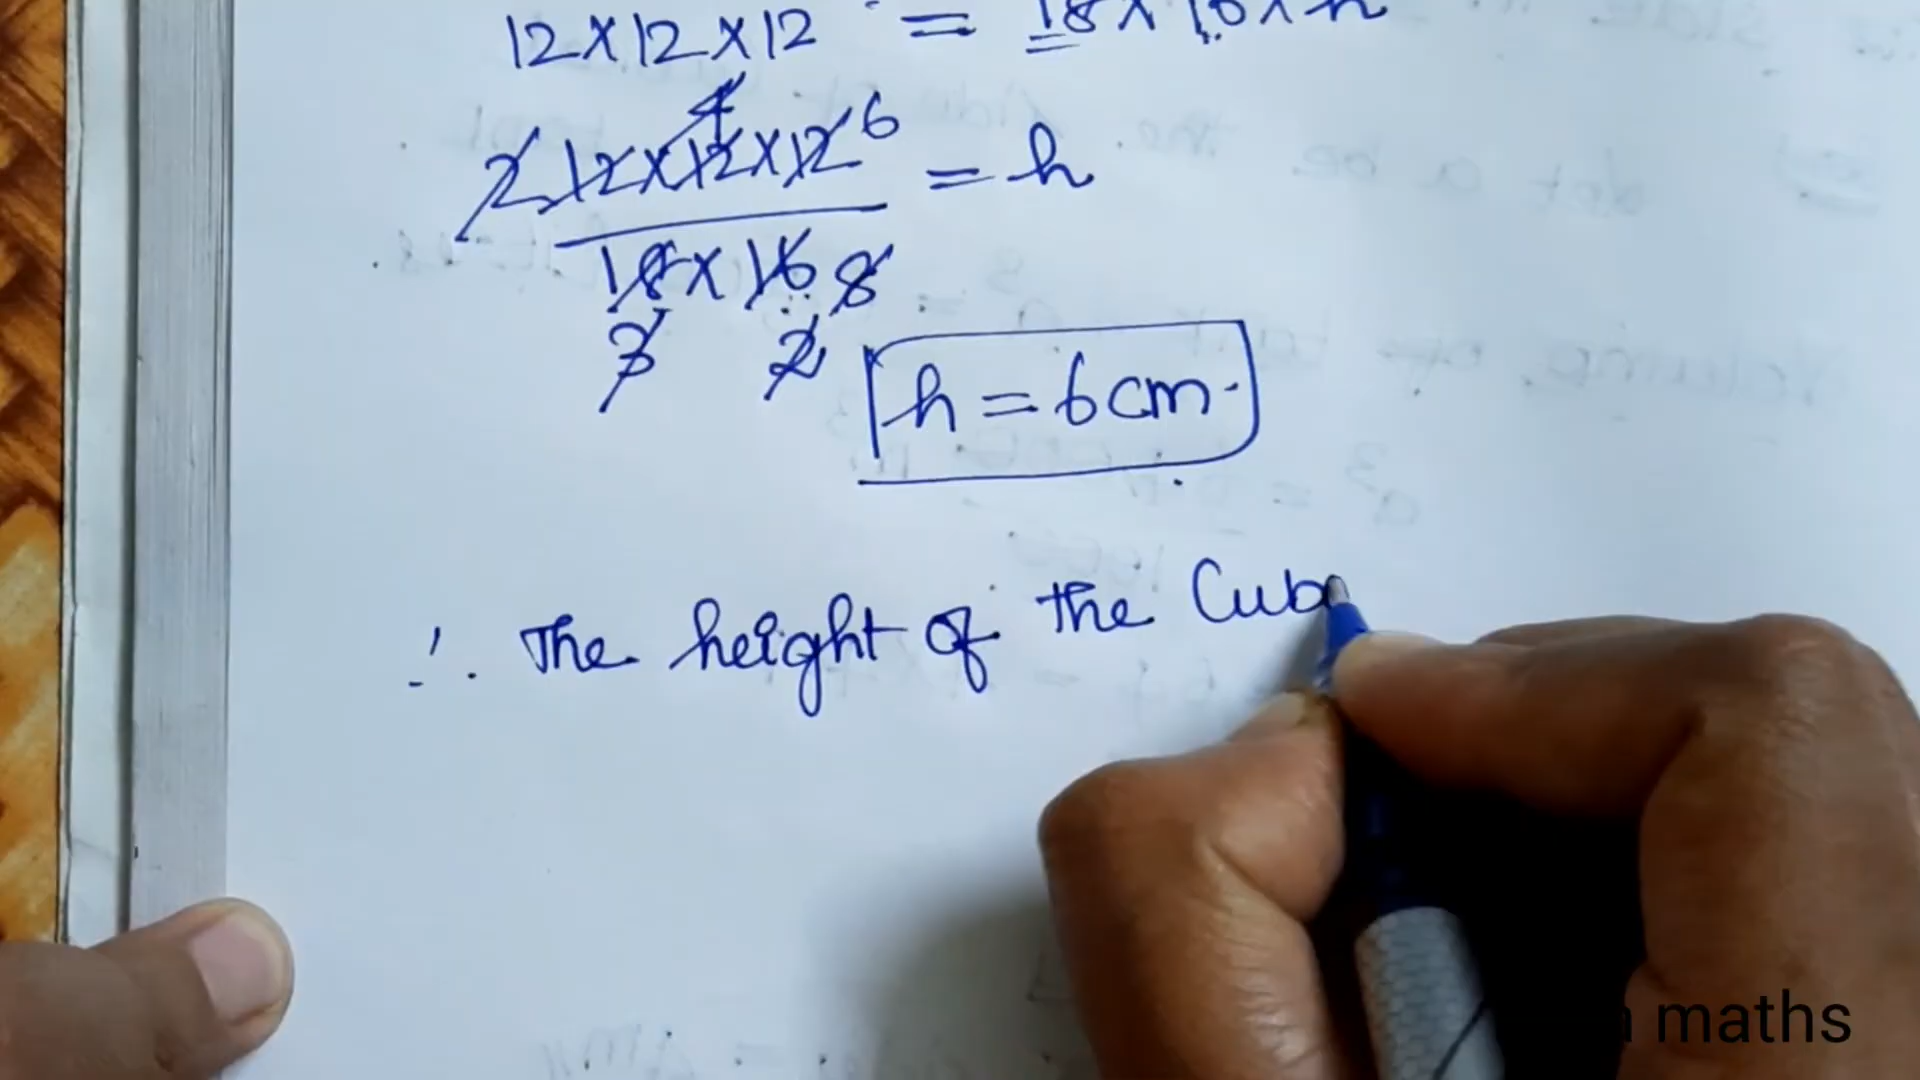 12×12×12 = 18×16×h
2 12×12×12 6 = h
4
18×16 8
3 2
h = 6cm.
∴ The height of the Cub
maths